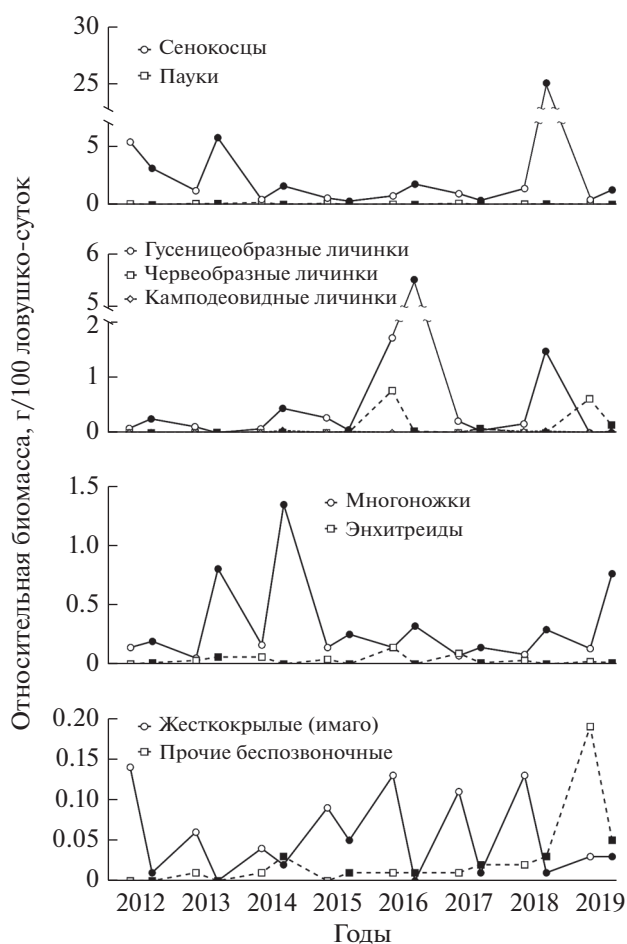 Относительная биомасса, г/100 ловушко-суток
30
25
5
0
Сенокосцы
Пауки
6
5
2
1
0
Гусеницеобразные личинки
Червеобразные личинки
Камподеовидные личинки
1.5
1.0
0.5
0
Многоножки
Энхитреиды
0.20
0.15
0.10
0.05
0
Жесткокрылые (имаго)
Прочие беспозвоночные
2012 2013 2014 2015 2016 2017 2018 2019
Годы